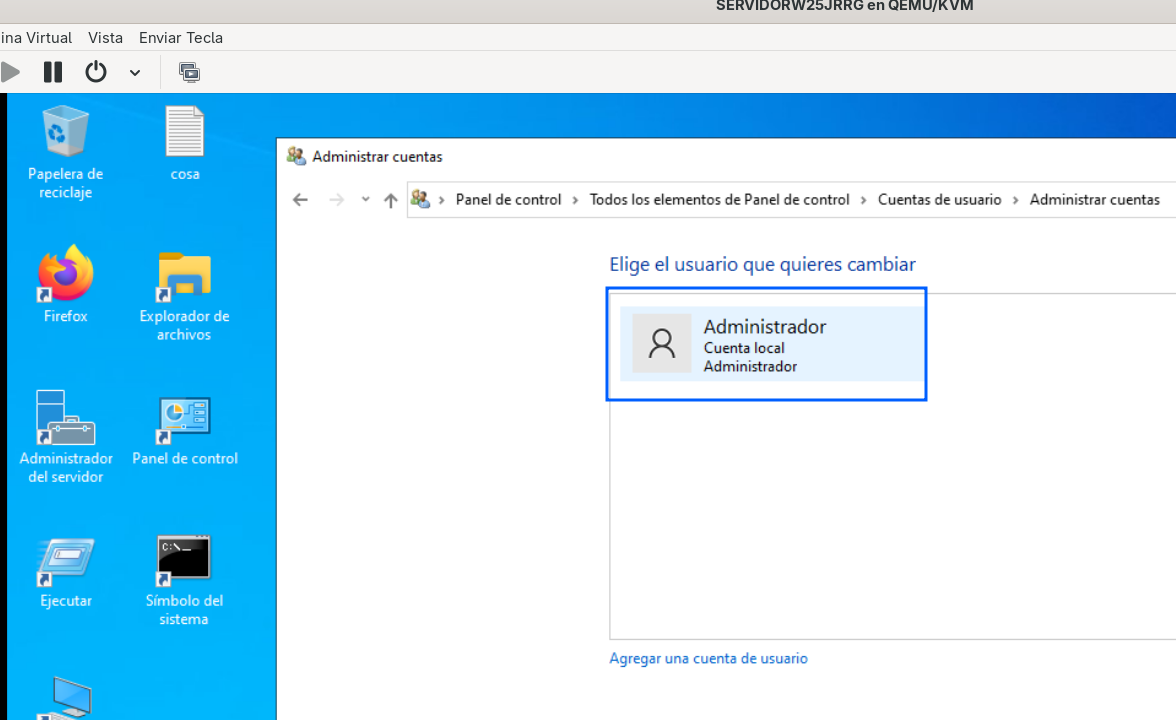 SERVIDORW25JRRG en QEMU/KVM
ina Virtual Vista Enviar Tecla
Papelera de
reciclaje
cosa
Firefox
Explorador de
archivos
Administrador
del servidor
Panel de control
Ejecutar
C:\
Símbolo del
sistema
Administrar cuentas
Panel de control › Todos los elementos de Panel de control › Cuentas de usuario › Administrar cuentas
Elige el usuario que quieres cambiar
Administrador
Cuenta local
Administrador
Agregar una cuenta de usuario